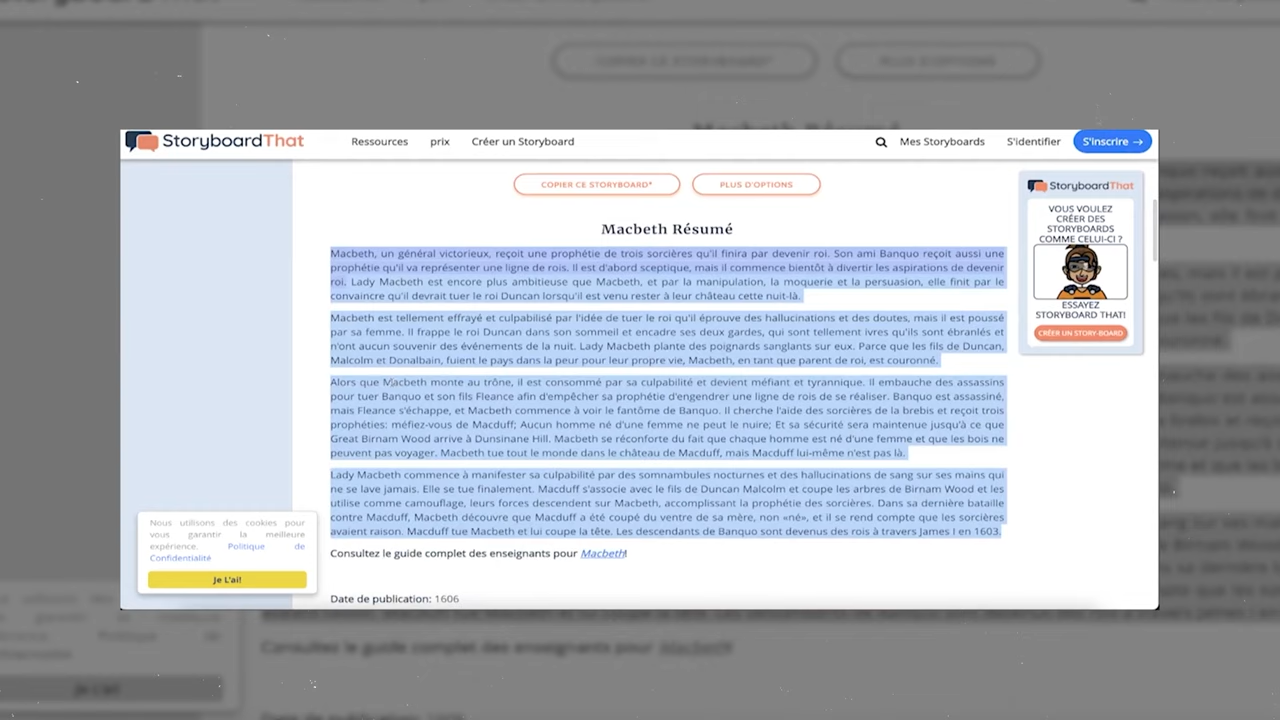 StoryboardThat
Ressources
prix
Créer un Storyboard
Mes Storyboards
S'identifier
S'inscrire →
COPIER CE STORYBOARD*
PLUS D'OPTIONS
Macbeth Résumé
Macbeth, un général victorieux, reçoit une prophétie de trois sorcières qu'il finira par devenir roi. Son ami Banquo reçoit aussi une
prophétie qu'il va représenter une ligne de rois. Il est d'abord sceptique, mais il commence bientôt à divertir les aspirations de devenir
roi. Lady Macbeth est encore plus ambitieuse que Macbeth, et par la manipulation, la moquerie et la persuasion, elle finit par le
convaincre qu'il devrait tuer le roi Duncan lorsqu'il est venu rester à leur château cette nuit-là.
Macbeth est tellement effrayé et culpabilisé par l'idée de tuer le roi qu'il éprouve des hallucinations et des doutes, mais il est poussé
par sa femme. Il frappe le roi Duncan dans son sommeil et encadre ses deux gardes, qui sont tellement ivres qu'ils sont ébranlés et
n'ont aucun souvenir des événements de la nuit. Lady Macbeth plante des poignards sanglants sur eux. Parce que les fils de Duncan,
Malcolm et Donalbain, fuient le pays dans la peur pour leur propre vie, Macbeth, en tant que parent de roi, est couronné.
Alors que Macbeth monte au trône, il est consommé par sa culpabilité et devient méfiant et tyrannique. Il embauche des assassins
pour tuer Banquo et son fils Fleance afin d'empêcher sa prophétie d'engendrer une ligne de rois de se réaliser. Banquo est assassiné,
mais Fleance s'échappe, et Macbeth commence à voir le fantôme de Banquo. Il cherche l'aide des sorcières de la brebis et reçoit trois
prophéties: méfiez-vous de Macduff; Aucun homme né d'une femme ne peut le nuire; Et sa sécurité sera maintenue jusqu'à ce que
Great Birnam Wood arrive à Dunsinane Hill. Macbeth se réconforte du fait que chaque homme est né d'une femme et que les bois ne
peuvent pas voyager. Macbeth tue tout le monde dans le château de Macduff, mais Macduff lui-même n'est pas là.
Lady Macbeth commence à manifester sa culpabilité par des somnambules nocturnes et des hallucinations de sang sur ses mains qui
ne se lave jamais. Elle se tue finalement. Macduff s'associe avec le fils de Duncan Malcolm et coupe les arbres de Birnam Wood et les
utilise comme camouflage, leurs forces descendent sur Macbeth, accomplissant la prophétie des sorcières. Dans sa dernière bataille
contre Macduff, Macbeth découvre que Macduff a été coupé du ventre de sa mère, non «né», et il se rend compte que les sorcières
avaient raison. Macduff tue Macbeth et lui coupe la tête. Les descendants de Banquo sont devenus des rois à travers James I en 1603.
Consultez le guide complet des enseignants pour Macbeth!
Date de publication: 1606
StoryboardThat
VOUS VOULEZ
CRÉER DES
STORYBOARDS
COMME CELUI-CI ?
ESSAYEZ
STORYBOARD THAT!
CRÉER UN STORY-BOARD
Nous utilisons des cookies pour
vous garantir la meilleure
expérience. Politique de
Confidentialité
Je L'ai!